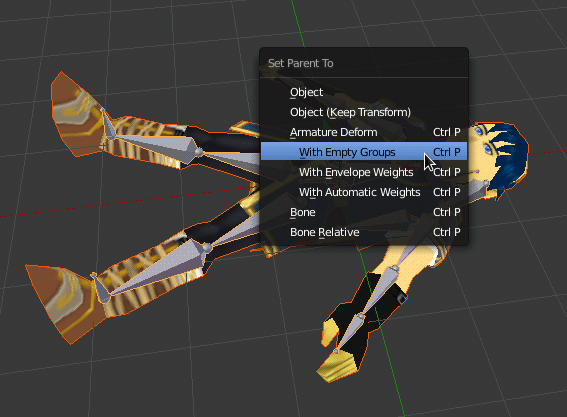 Set Parent To
Object
Object (Keep Transform)
Armature Deform Ctrl P
With Empty Groups Ctrl P
With Envelope Weights Ctrl P
With Automatic Weights Ctrl P
Bone Ctrl P
Bone Relative Ctrl P